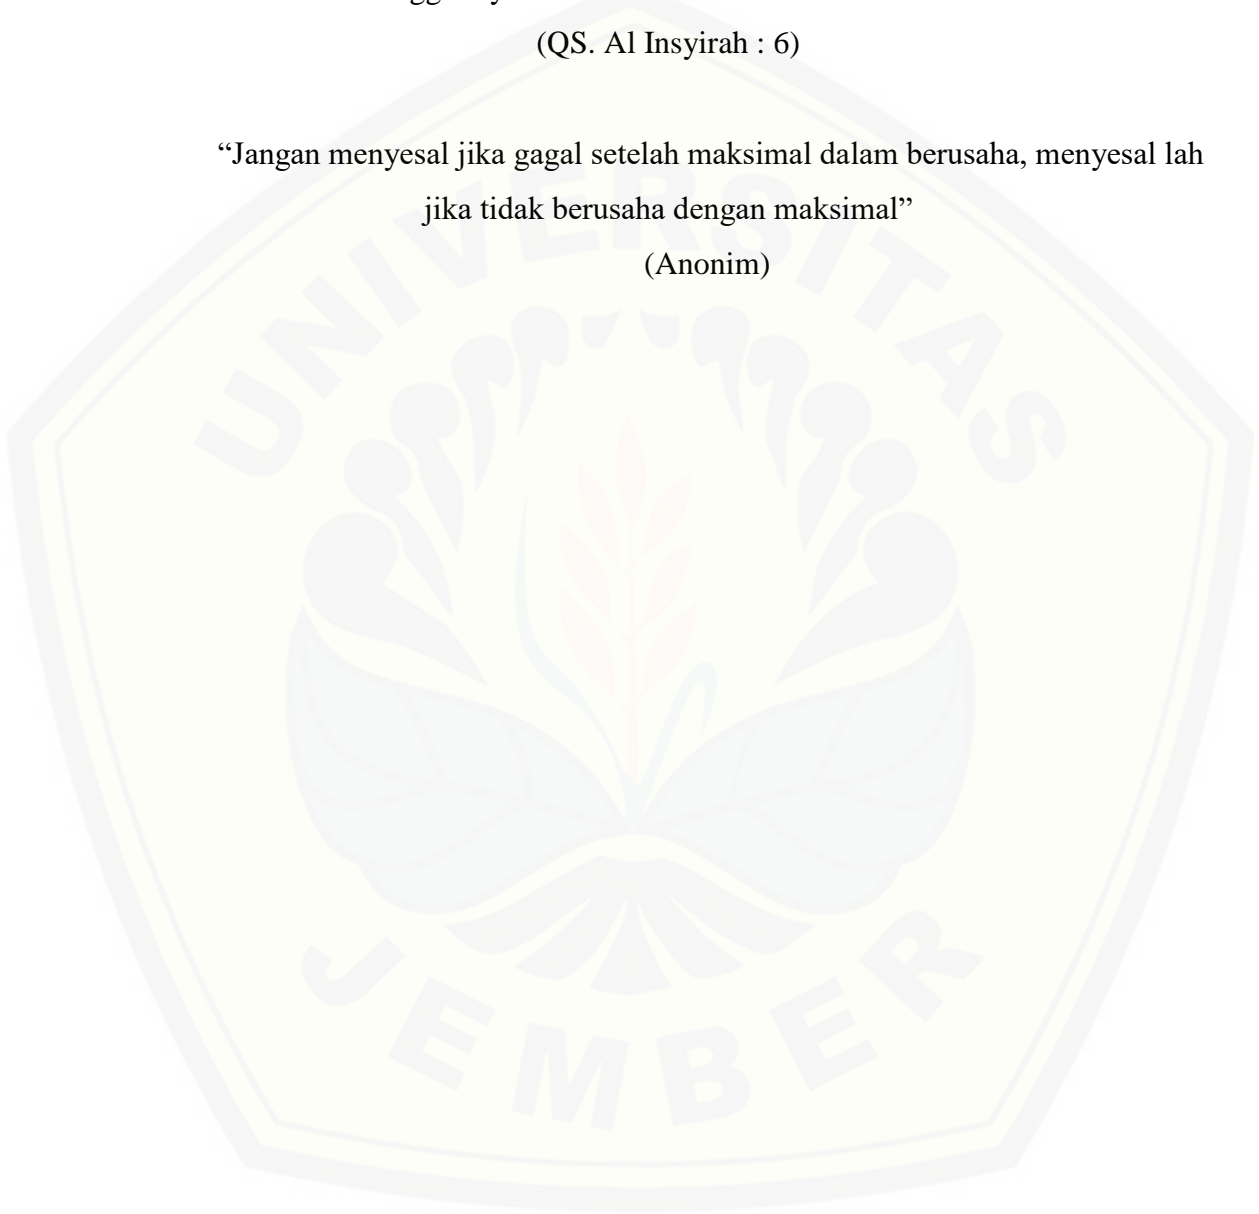 (QS. Al Insyirah : 6)
“Jangan menyesal jika gagal setelah maksimal dalam berusaha, menyesal lah
jika tidak berusaha dengan maksimal”
(Anonim)
UNIVERSITAS
JEMBER